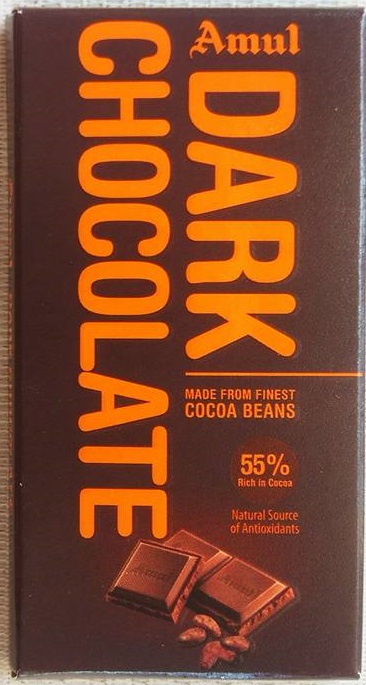 Amul
DARK
CHOCOLATE
MADE FROM FINEST
COCOA BEANS
55%
Rich in Cocoa
Natural Source
of Antioxidants